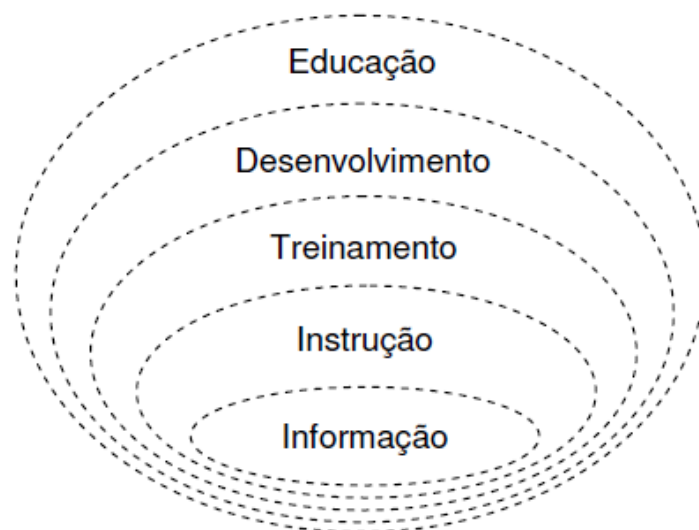 Educação
Desenvolvimento
Treinamento
Instrução
Informação